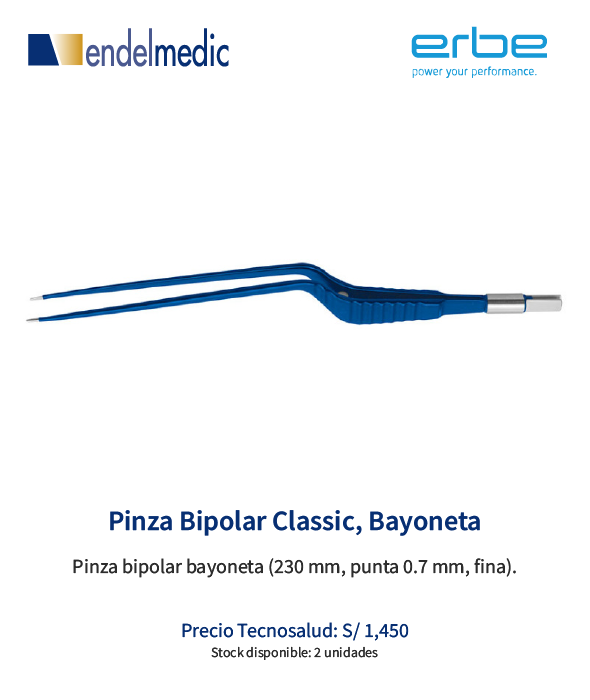 endelmedic
erbe
power your performance.
Pinza Bipolar Classic, Bayoneta
Pinza bipolar bayoneta (230 mm, punta 0.7 mm, fina).
Precio Tecnosalud: S/ 1,450
Stock disponible: 2 unidades